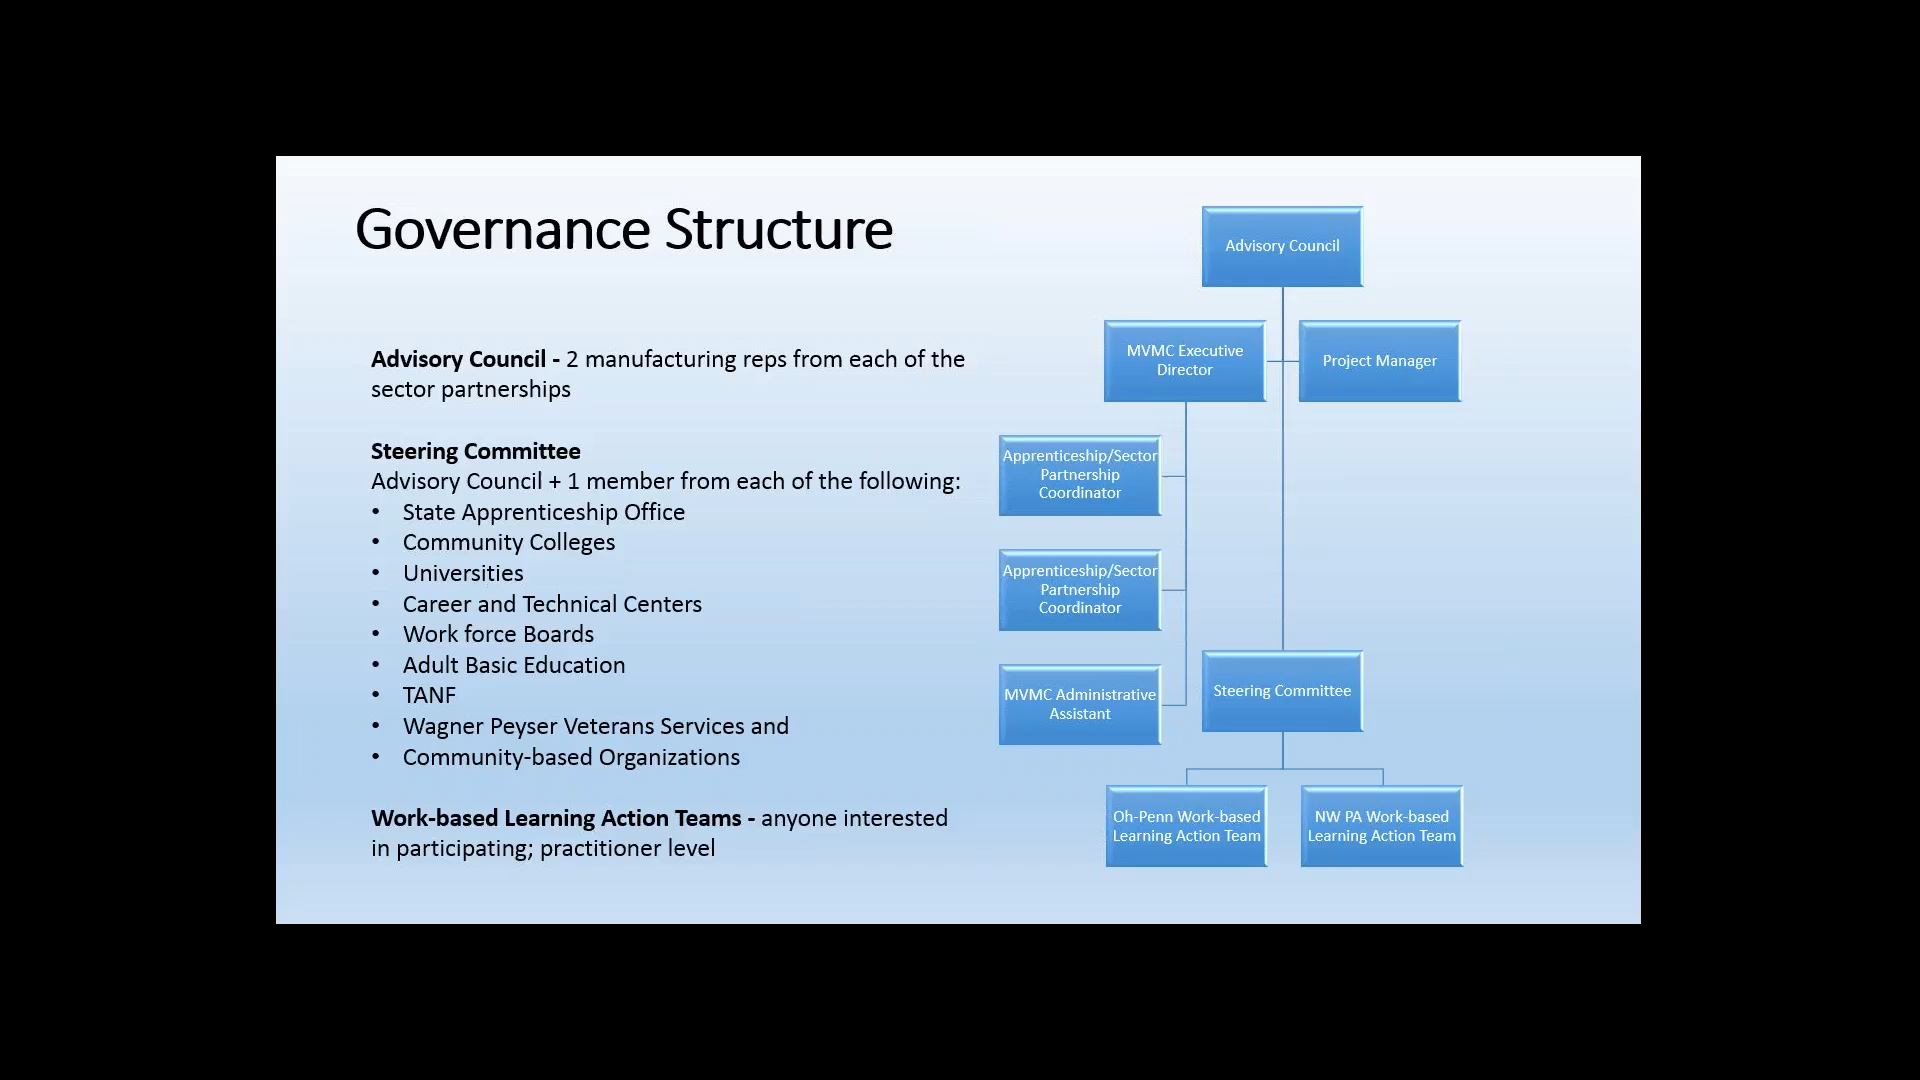 Governance Structure
Advisory Council - 2 manufacturing reps from each of the
sector partnerships
Steering Committee
Advisory Council + 1 member from each of the following:
• State Apprenticeship Office
• Community Colleges
• Universities
• Career and Technical Centers
• Work force Boards
• Adult Basic Education
• TANF
• Wagner Peyser Veterans Services and
• Community-based Organizations
Work-based Learning Action Teams - anyone interested
in participating; practitioner level
Advisory Council
MVMC Executive
Director
Project Manager
Apprenticeship/Sector
Partnership
Coordinator
Apprenticeship/Sector
Partnership
Coordinator
MVMC Administrative
Assistant
Steering Committee
Oh-Penn Work-based
Learning Action Team
NW PA Work-based
Learning Action Team